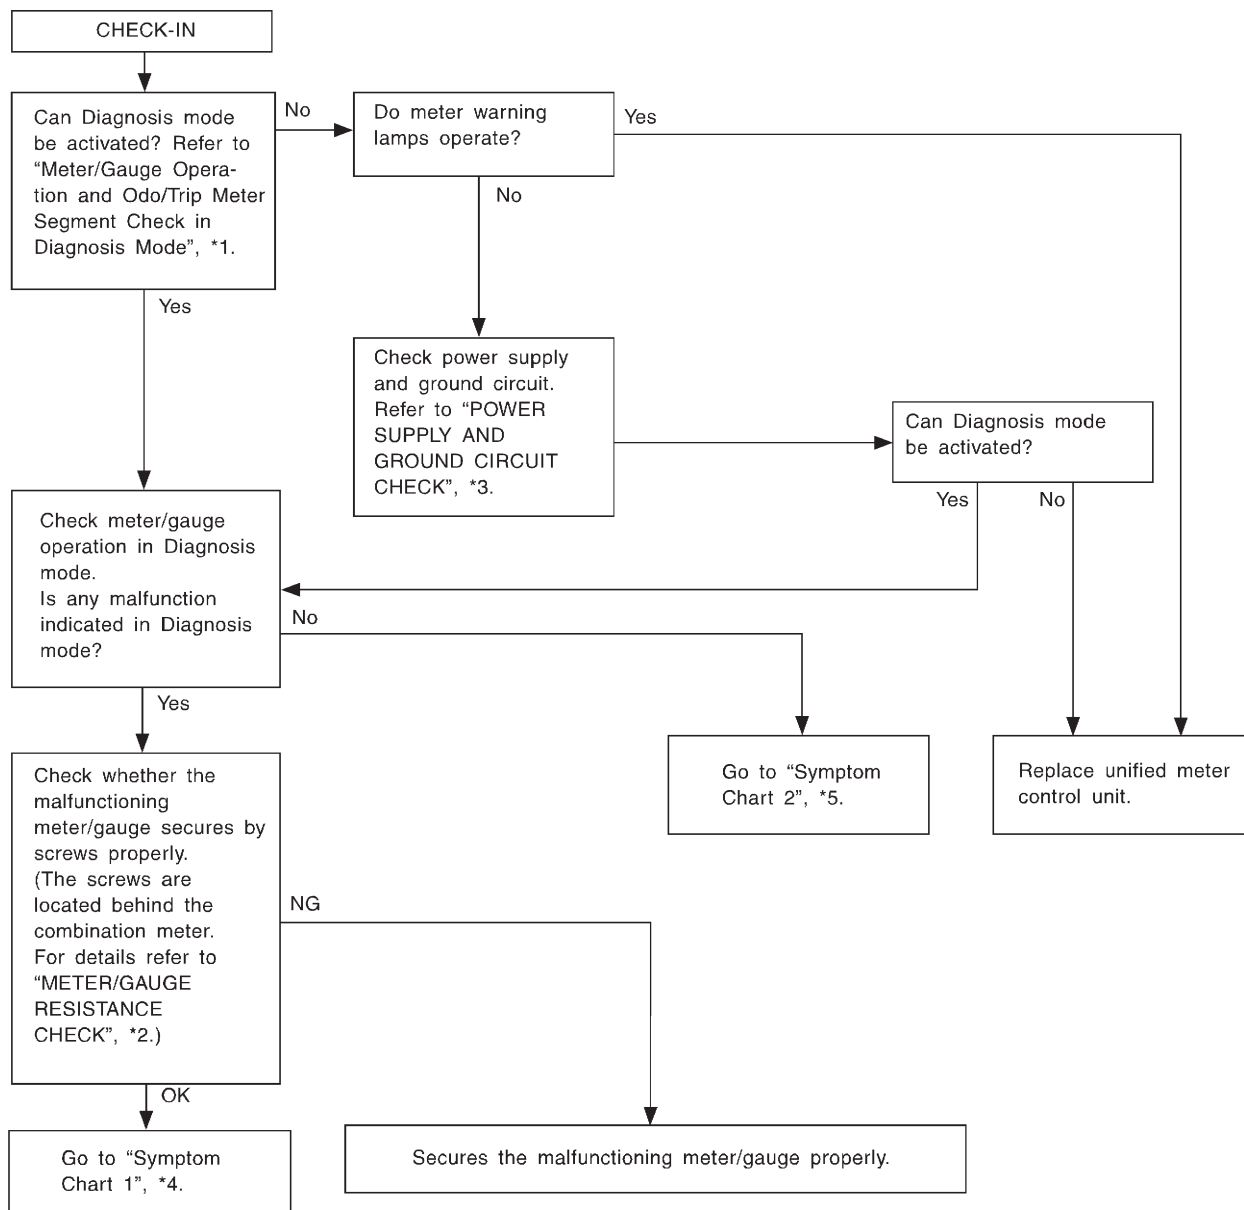 CHECK-IN
Can Diagnosis mode
be activated? Refer to
“Meter/Gauge Opera-
tion and Odo/Trip Meter
Segment Check in
Diagnosis Mode”, *1.
No
Do meter warning
lamps operate?
Yes
No
Yes
Check power supply
and ground circuit.
Refer to “POWER
SUPPLY AND
GROUND CIRCUIT
CHECK”, *3.
Can Diagnosis mode
be activated?
Yes
No
Check meter/gauge
operation in Diagnosis
mode.
Is any malfunction
indicated in Diagnosis
mode?
No
Yes
Go to “Symptom
Chart 2”, *5.
Replace unified meter
control unit.
Check whether the
malfunctioning
meter/gauge secures by
screws properly.
(The screws are
located behind the
combination meter.
For details refer to
“METER/GAUGE
RESISTANCE
CHECK”, *2.)
NG
OK
Go to “Symptom
Chart 1”, *4.
Secures the malfunctioning meter/gauge properly.